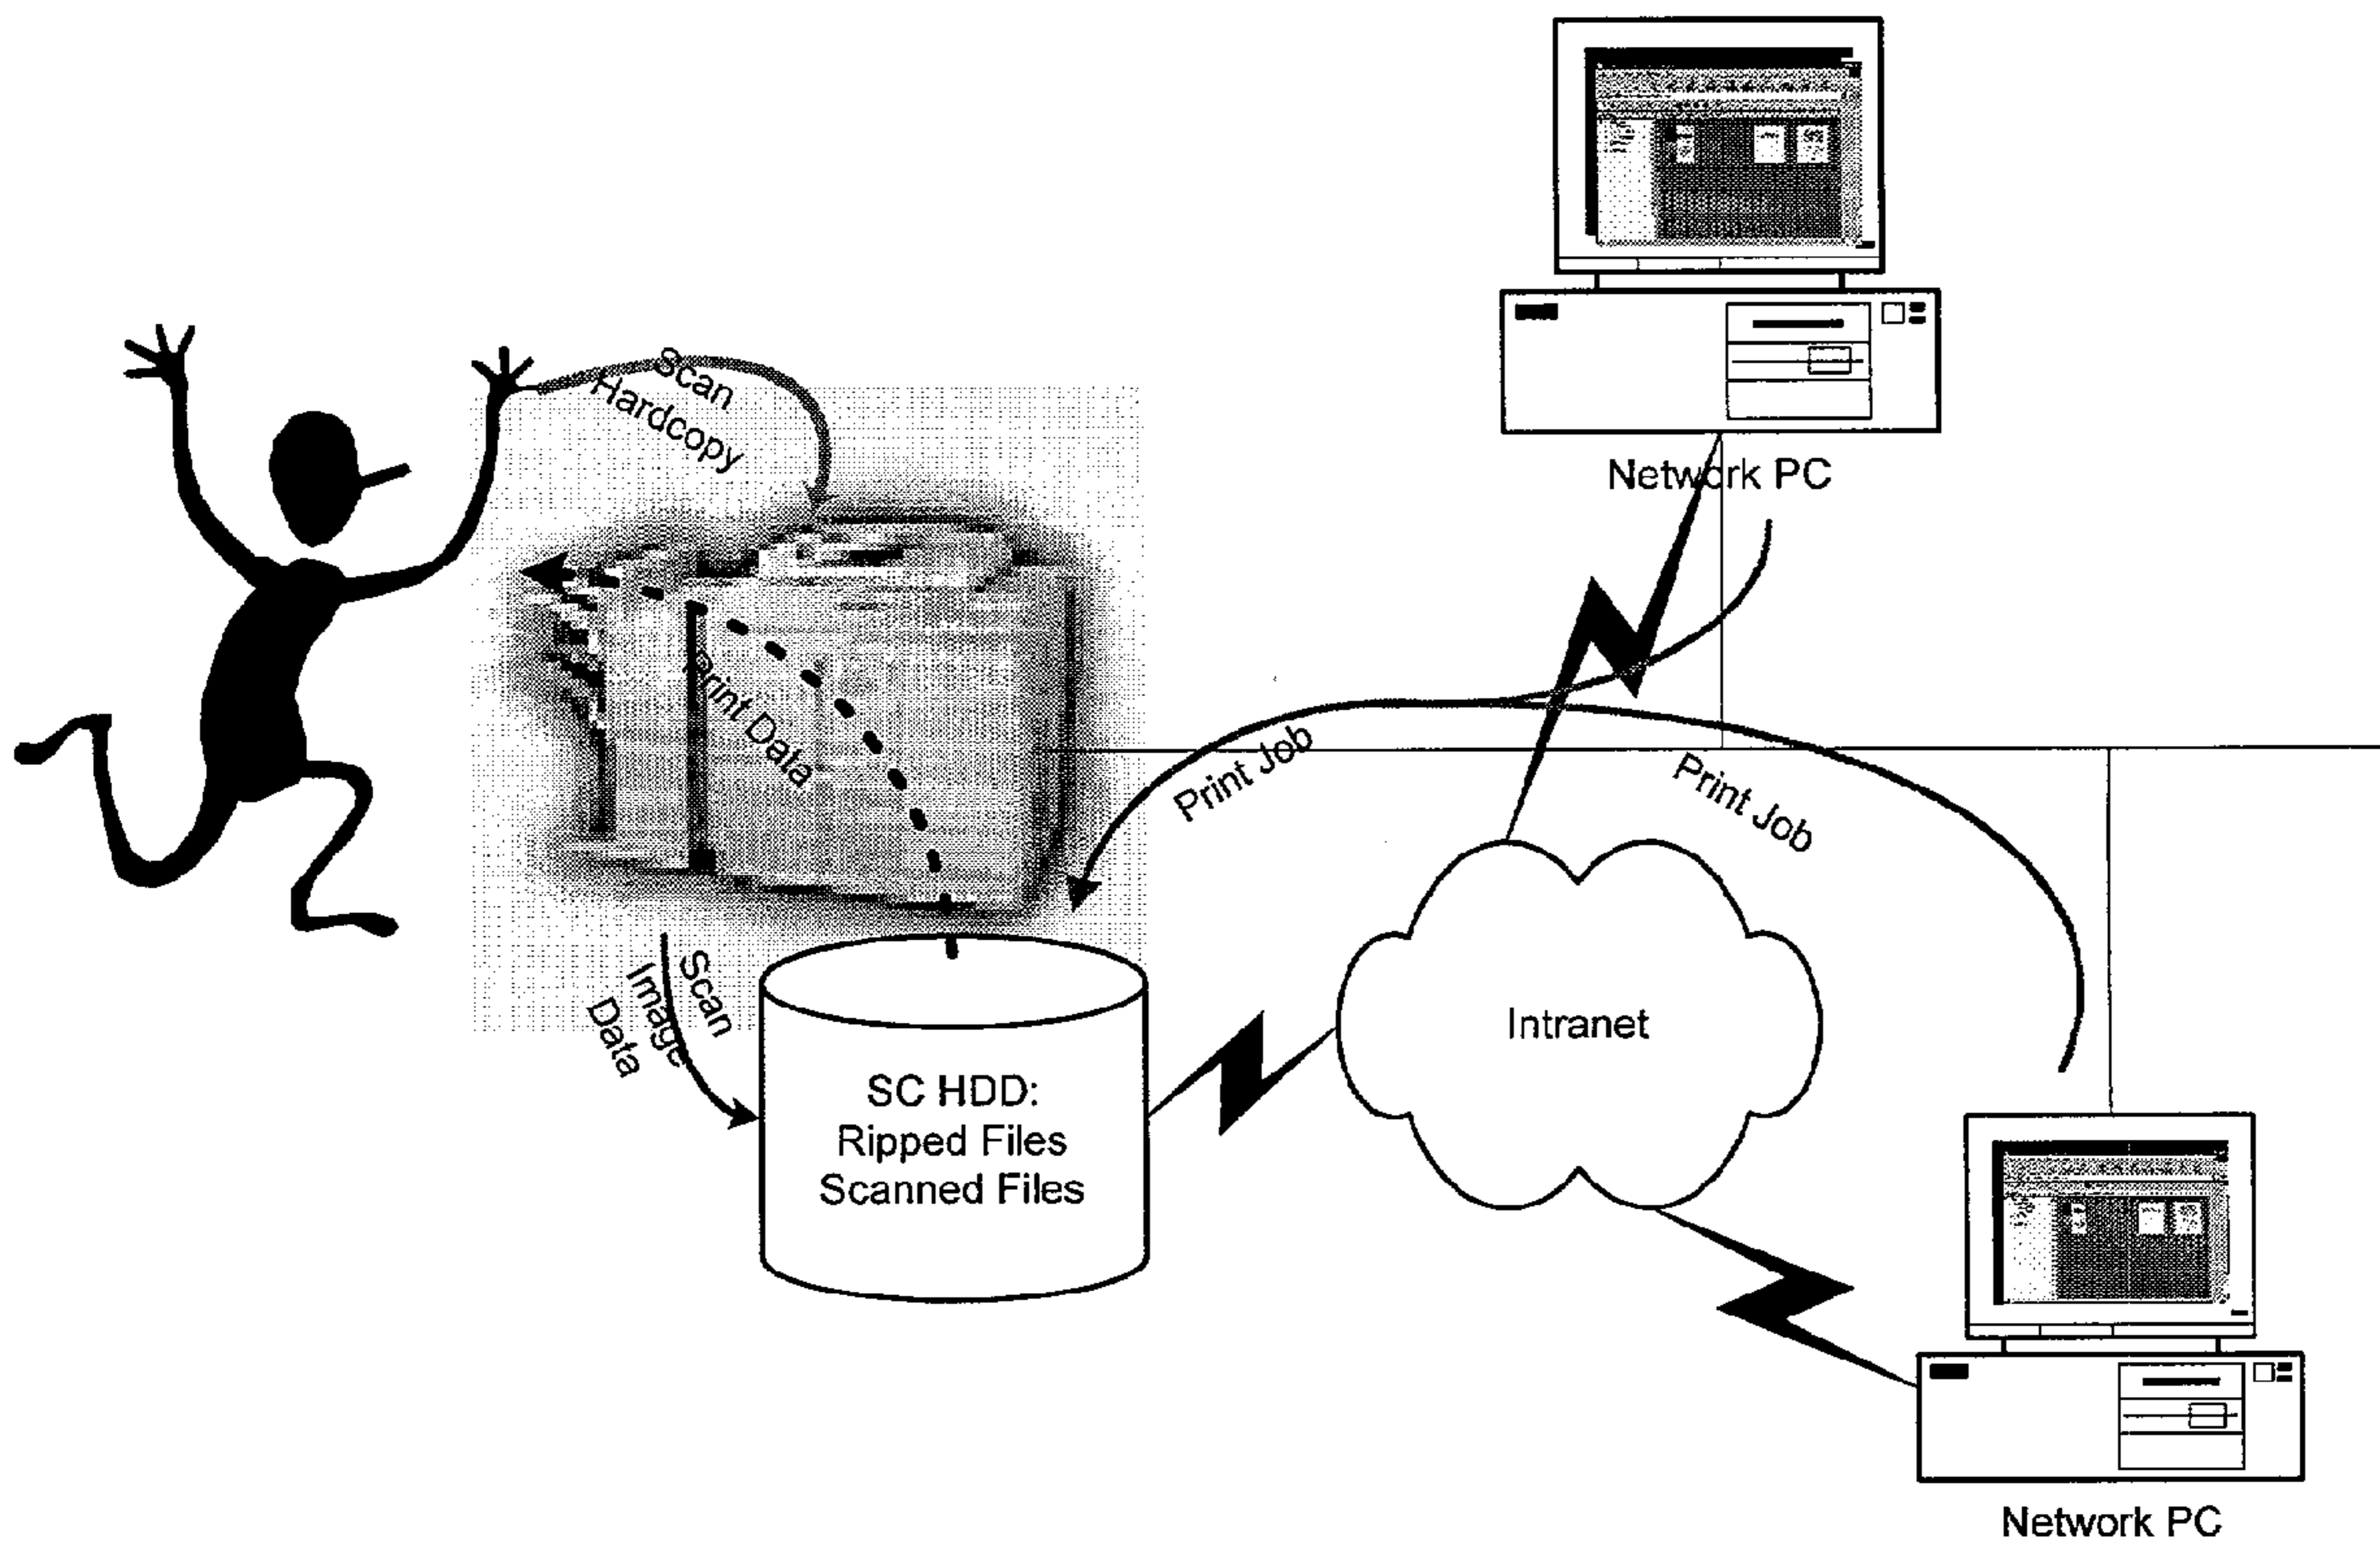 Scan
Hardcopy
Network PC
Print Data
Print Job
Print Job
Scan
Image
Data
Intranet
SC HDD:
Ripped Files
Scanned Files
Network PC